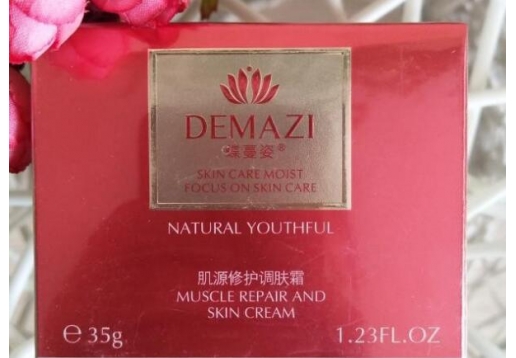 DEMAZI
蝶蔓姿®
SKIN CARE MOIST
FOCUS ON SKIN CARE
NATURAL YOUTHFUL
肌源修护调肤霜
MUSCLE REPAIR AND
SKIN CREAM
℮ 35g 1.23FL.OZ